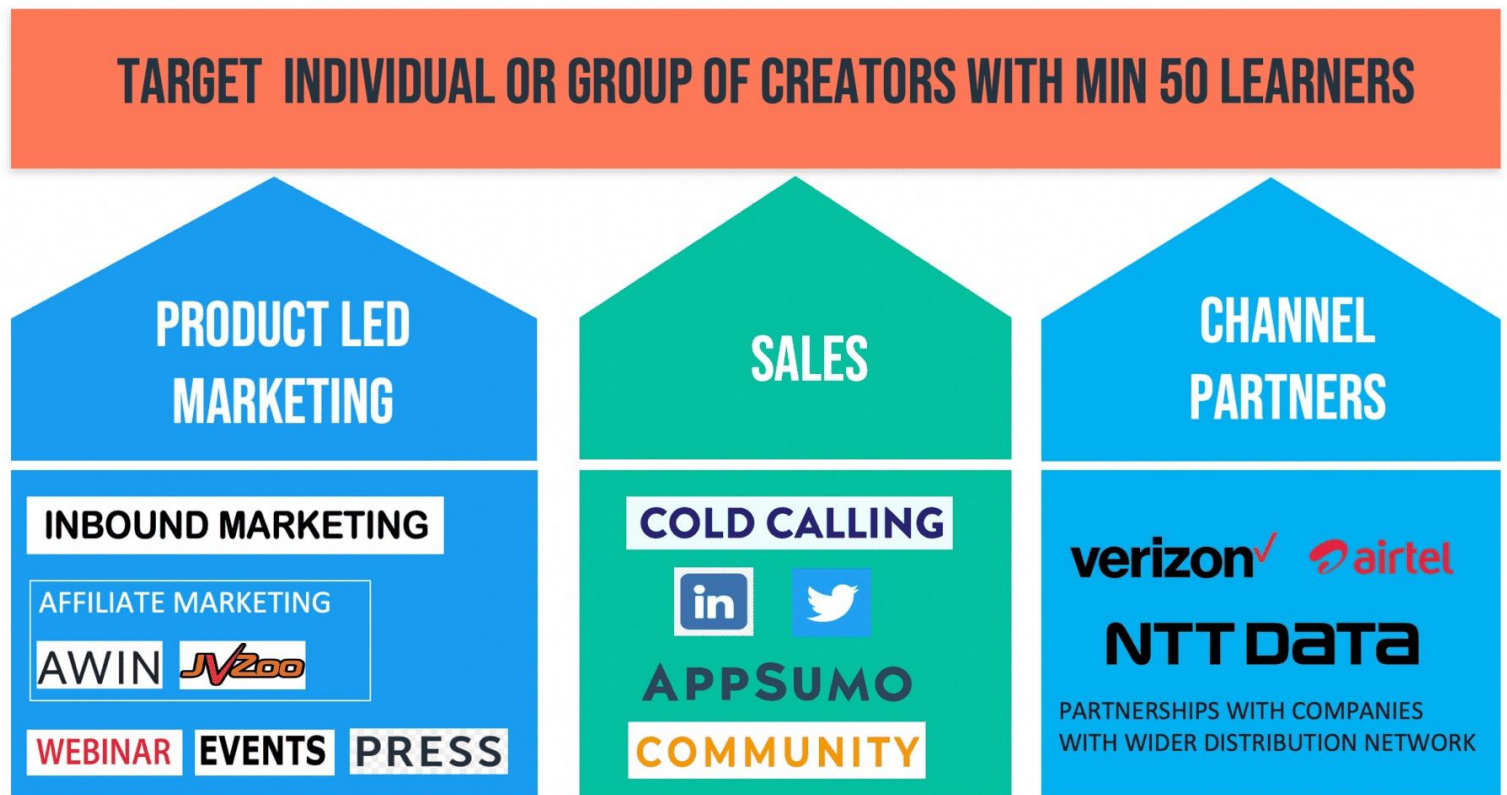 TARGET INDIVIDUAL OR GROUP OF CREATORS WITH MIN 50 LEARNERS
PRODUCT LED
MARKETING
INBOUND MARKETING
AFFILIATE MARKETING
AWIN JVZoo
WEBINAR EVENTS PRESS
SALES
COLD CALLING
in
APPSUMO
COMMUNITY
CHANNEL
PARTNERS
verizon airtel
NTT DATA
PARTNERSHIPS WITH COMPANIES
WITH WIDER DISTRIBUTION NETWORK